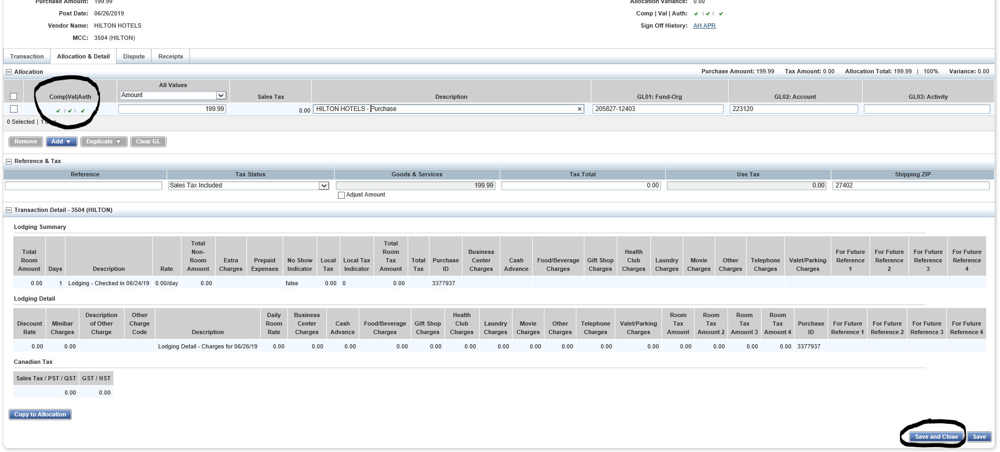 Purchase Amount: 199.99 Allocation Variance: 0.00
Post Date: 06/26/2019 Comp | Val | Auth:
Vendor Name: HILTON HOTELS Sign Off History: AH APR
MCC: 3504 (HILTON)
Transaction Allocation & Detail Dispute Receipts
Allocation Purchase Amount: 199.99 Tax Amount: 0.00 Allocation Total: 199.99 | 100% Variance: 0.00
All Values
Comp|Val|Auth Amount Sales Tax Description GL01: Fund-Org GL02: Account GL03: Activity
199.99 0.00 HILTON HOTELS - Purchase × 205827-12403 223120
0 Selected | 1
Remove Add Duplicate Clear GL
Reference & Tax
Reference Tax Status Goods & Services Tax Total Use Tax Shipping ZIP
Sales Tax Included 199.99 0.00 0.00 27402
Adjust Amount
Transaction Detail - 3504 (HILTON)
Lodging Summary
Total Room Amount Days Description Rate Total Non-Room Amount Extra Charges Prepaid Expenses No Show Indicator Local Tax Local Tax Indicator Total Room Tax Amount Total Tax Purchase ID Business Center Charges Cash Advance Food/Beverage Charges Gift Shop Charges Health Club Charges Laundry Charges Movie Charges Other Charges Telephone Charges Valet/Parking Charges For Future Reference 1 For Future Reference 2 For Future Reference 3 For Future Reference 4
0.00 1 Lodging - Checked in 06/24/19 0.00/day 0.00 false 0.00 0 0.00 3377937
Lodging Detail
Discount Rate Minibar Charges Description of Other Charge Other Charge Code Description Daily Room Rate Business Center Charges Cash Advance Food/Beverage Charges Gift Shop Charges Health Club Charges Laundry Charges Movie Charges Other Charges Telephone Charges Valet/Parking Charges Room Tax Amount Room Tax Amount 2 Room Tax Amount 3 Room Tax Amount 4 Purchase ID For Future Reference 1 For Future Reference 2 For Future Reference 3 For Future Reference 4
0.00 0.00 Lodging Detail - Charges for 06/26/19 0.00 0.00 0.00 0.00 0.00 0.00 0.00 0.00 0.00 0.00 0.00 0.00 0.00 0.00 0.00 3377937
Canadian Tax
Sales Tax / PST / QST GST / HST
0.00 0.00
Copy to Allocation
Save and Close Save